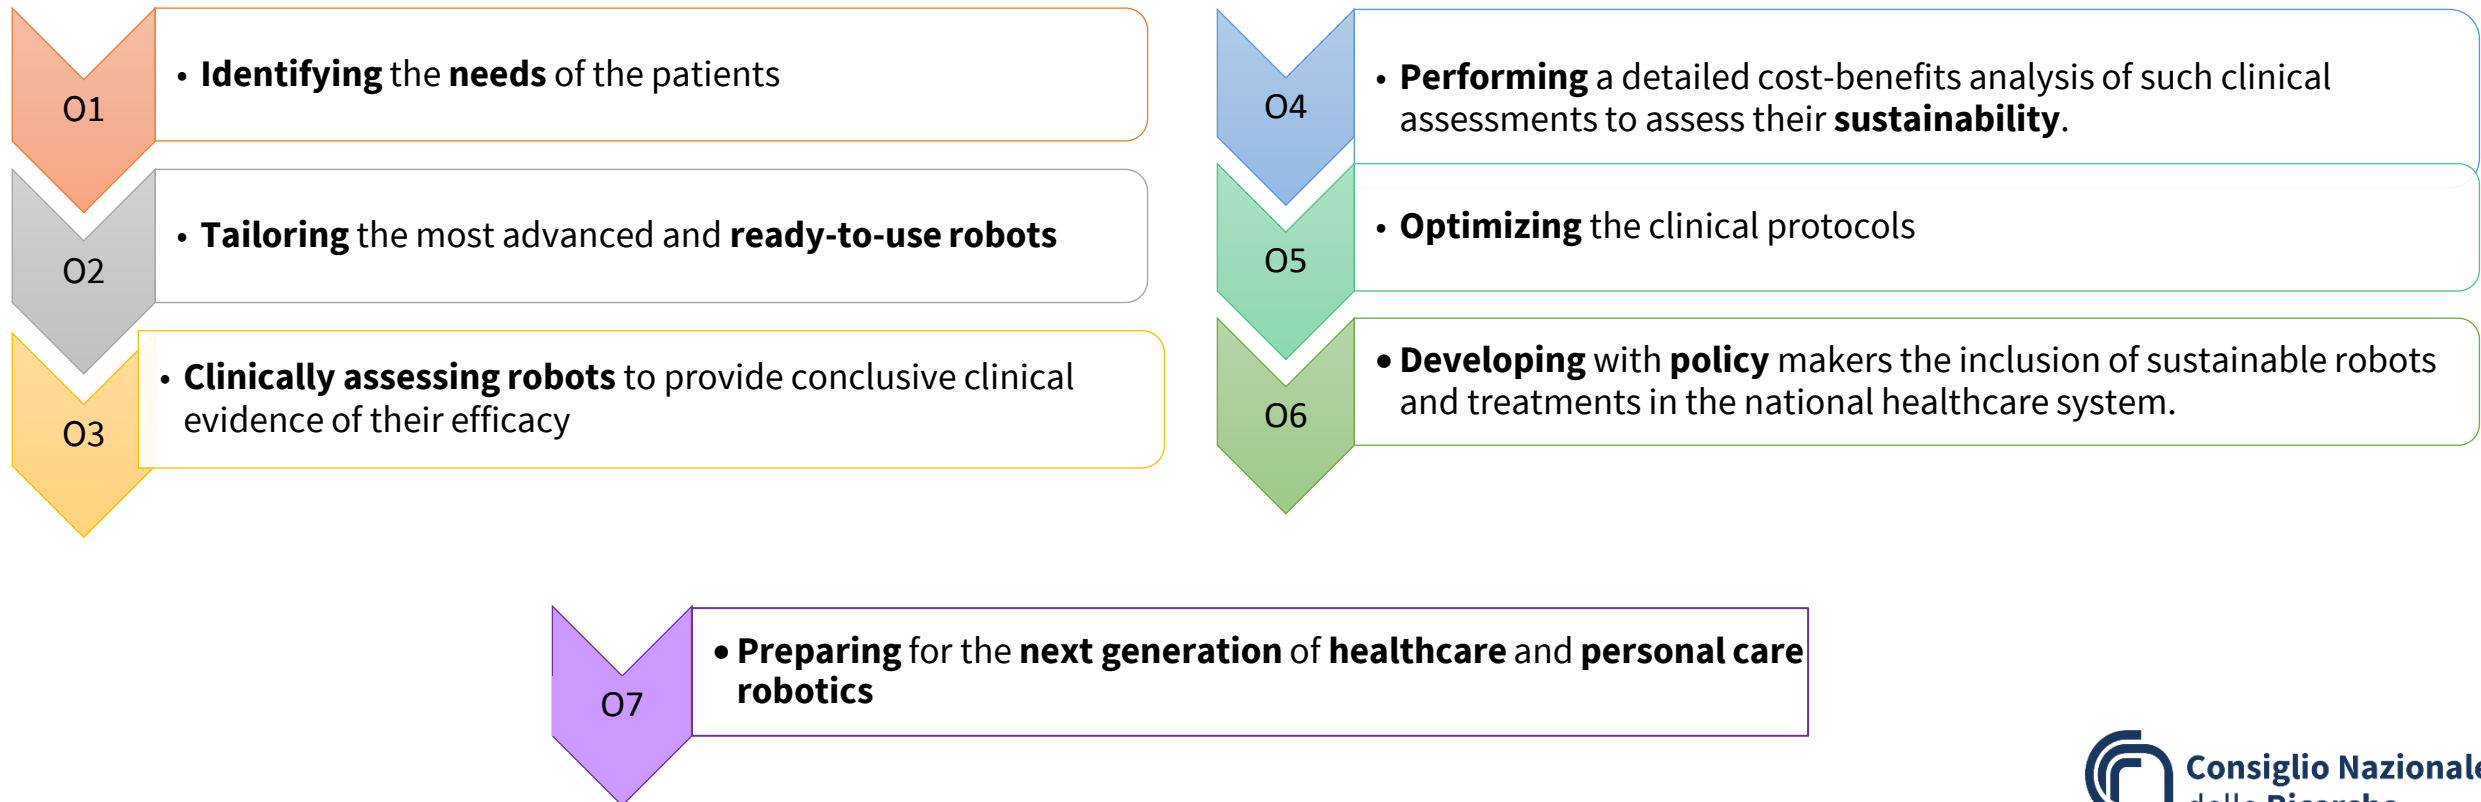 O1
• Identifying the needs of the patients
O2
• Tailoring the most advanced and ready-to-use robots
O3
• Clinically assessing robots to provide conclusive clinical
evidence of their efficacy
O4
• Performing a detailed cost-benefits analysis of such clinical
assessments to assess their sustainability.
O5
• Optimizing the clinical protocols
O6
• Developing with policy makers the inclusion of sustainable robots
and treatments in the national healthcare system.
O7
• Preparing for the next generation of healthcare and personal care
robotics
Consiglio Nazionale
delle Ricerche